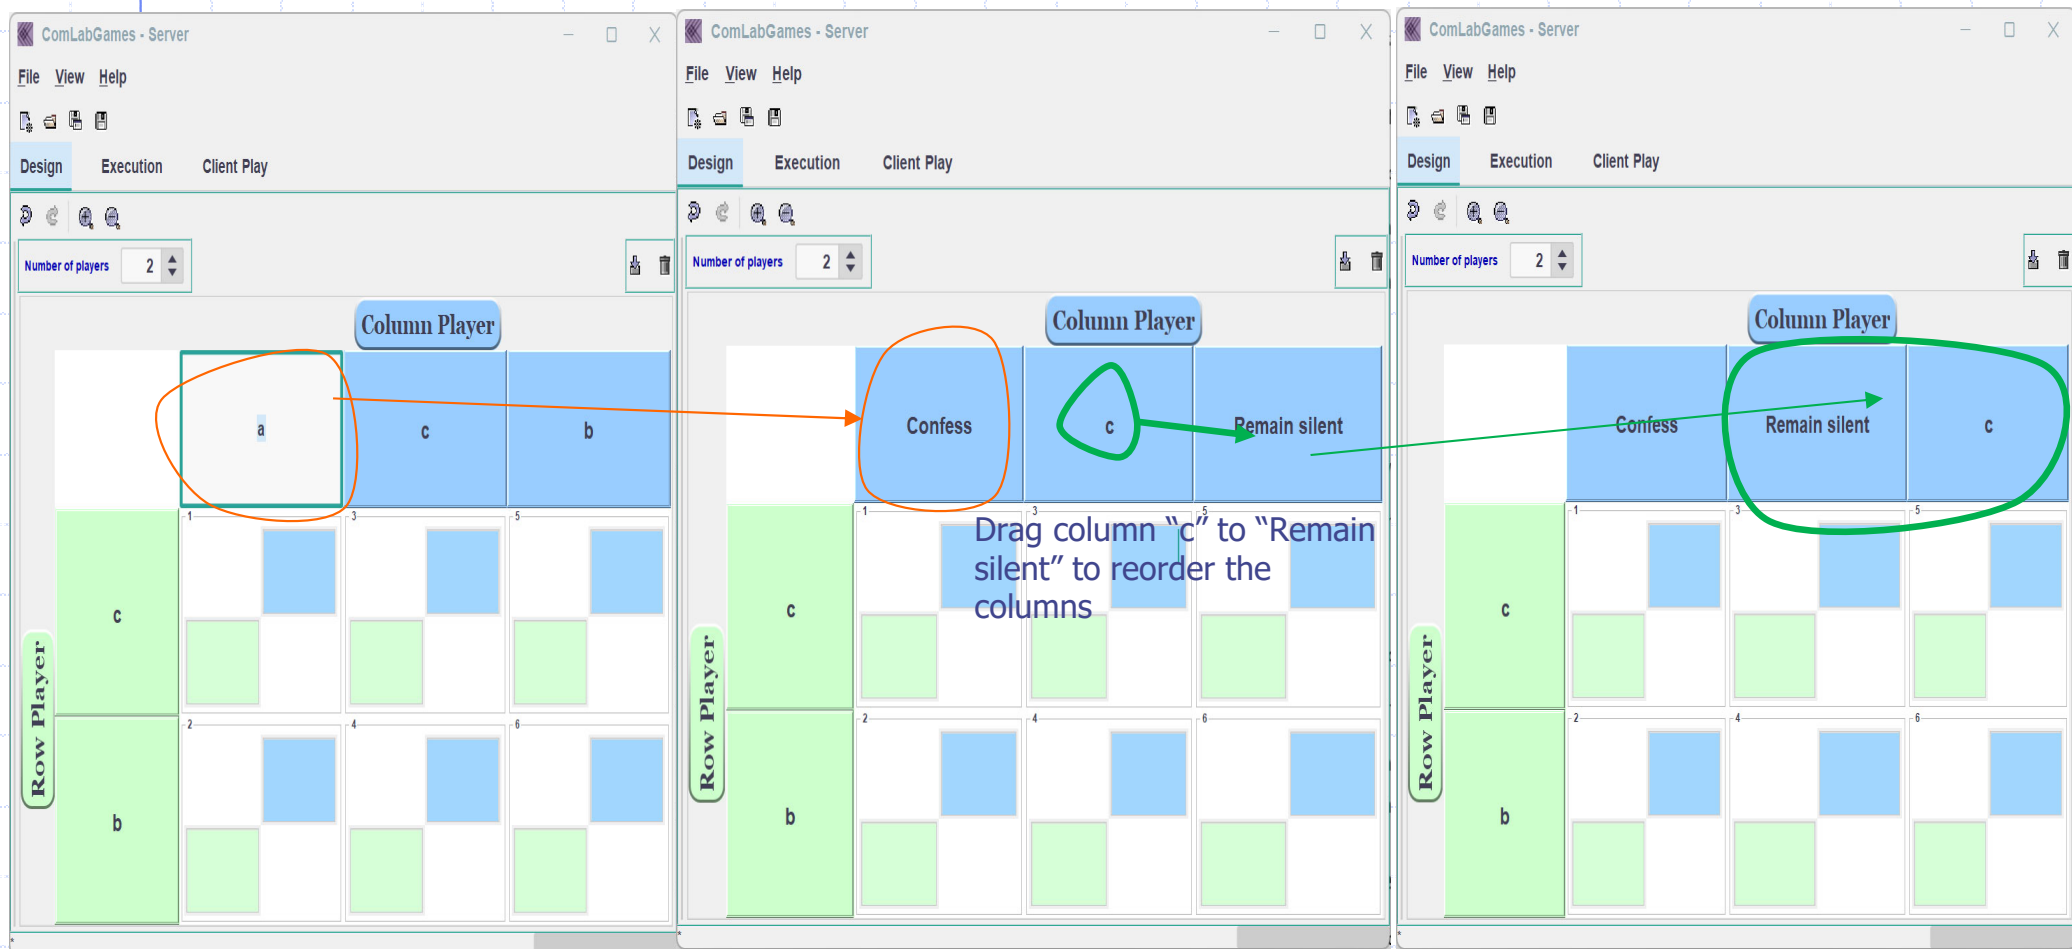 ComLabGames - Server
File View Help
Design Execution Client Play
Number of players 2
Column Player
a c b
Row Player
c
1 3 5
b
2 4 6
*
ComLabGames - Server
File View Help
Design Execution Client Play
Number of players 2
Column Player
Confess c Remain silent
Row Player
c
1 3 5
Drag column “c” to “Remain
silent” to reorder the
columns
b
2 4 6
*
ComLabGames - Server
File View Help
Design Execution Client Play
Number of players 2
Column Player
Confess Remain silent c
Row Player
c
1 3 5
b
2 4 6
*